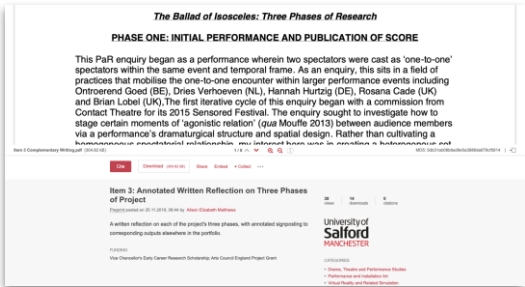 The Ballad of Isosceles: Three Phases of Research
PHASE ONE: INITIAL PERFORMANCE AND PUBLICATION OF SCORE
This PaR enquiry began as a performance wherein two spectators were cast as 'one-to-one'
spectators within the same event and temporal frame. As an enquiry, this sits in a field of
practices that mobilise the one-to-one encounter within larger performance events including
Ontroerend Goed (BE), Dries Verhoeven (NL), Hannah Hurtzig (DE), Rosana Cade (UK)
and Brian Lobel (UK),The first iterative cycle of this enquiry began with a commission from
Contact Theatre for its 2015 Sensored Festival. The enquiry sought to investigate how to
stage certain moments of 'agonistic relation' (qua Mouffe 2013) between audience members
via a performance's dramaturgical structure and spatial design. Rather than cultivating a
Item 3 Complementary Writing.pdf
1 / 8
Cite
Download
Share
Embed
+ Collect
Item 3: Annotated Written Reflection on Three Phases
of Project
posted on 20.11.2019, by Alison Elizabeth Matthews
A written reflection on each of the project's three phases, with annotated signposting to
corresponding outputs elsewhere in the portfolio.
FUNDING
Vice Chancellor's Early Career Research Scholarship; Arts Council England Project Grant
views
downloads
citations
University of
Salford
MANCHESTER
CATEGORIES
• Drama, Theatre and Performance Studies
• Performance and Installation Art
• Virtual Reality and Related Simulation